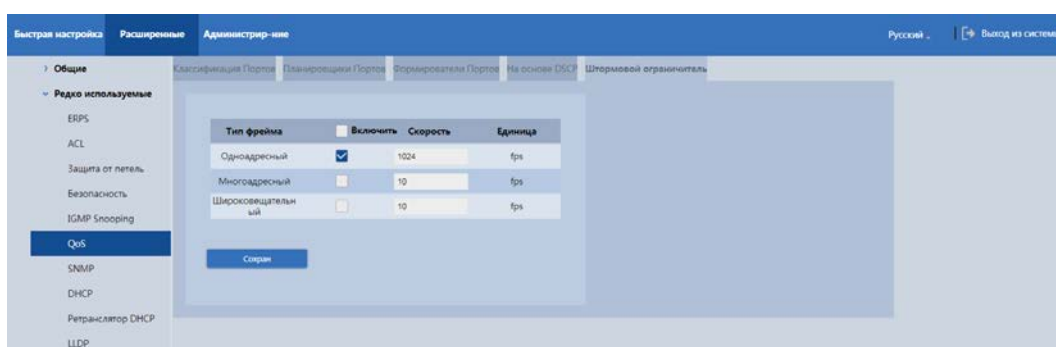 Быстрая настройка Расширенные Администрир-ние Русский Выход из систем
Общие
Классификация Портов Планировщики Портов Формирователи Портов На основе DSCP Штормовой ограничитель
Редко используемые
ERPS
ACL
Защита от петель
Безопасность
IGMP Snooping
QoS
SNMP
DHCP
Ретранслятор DHCP
LLDP
Тип фрейма Включить Скорость Единица
Одноадресный 1024 fps
Многоадресный 10 fps
Широковещательн
ый 10 fps
Сохран